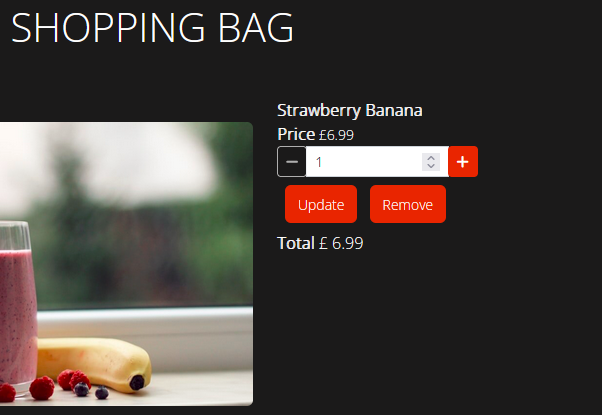 SHOPPING BAG
Strawberry Banana
Price £6.99
− 1 +
Update Remove
Total £ 6.99